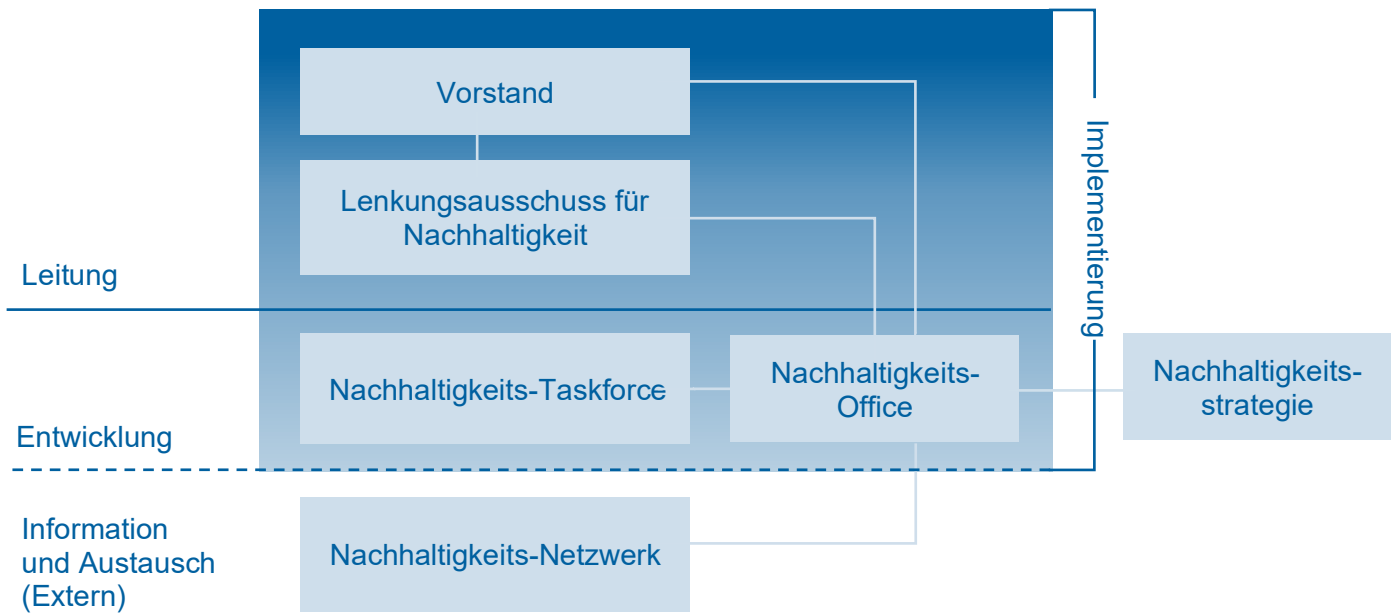 Vorstand
Lenkungsausschuss für
Nachhaltigkeit
Implementierung
Leitung
Nachhaltigkeits-Taskforce
Nachhaltigkeits-
Office
Nachhaltigkeits-
strategie
Entwicklung
Information
und Austausch
(Extern)
Nachhaltigkeits-Netzwerk